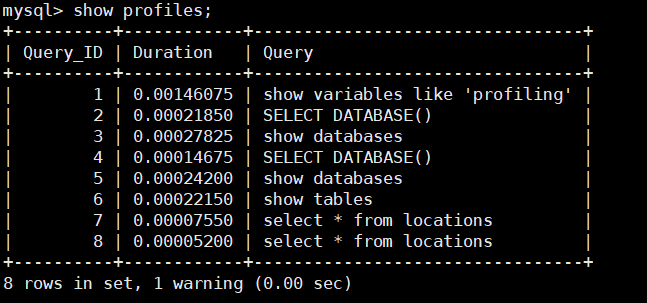 mysql> show profiles;
+----------+------------+---------------------------------+
| Query_ID | Duration   | Query                           |
+----------+------------+---------------------------------+
|        1 | 0.00146075 | show variables like 'profiling' |
|        2 | 0.00021850 | SELECT DATABASE()               |
|        3 | 0.00027825 | show databases                  |
|        4 | 0.00014675 | SELECT DATABASE()               |
|        5 | 0.00024200 | show databases                  |
|        6 | 0.00022150 | show tables                     |
|        7 | 0.00007550 | select * from locations         |
|        8 | 0.00005200 | select * from locations         |
+----------+------------+---------------------------------+
8 rows in set, 1 warning (0.00 sec)